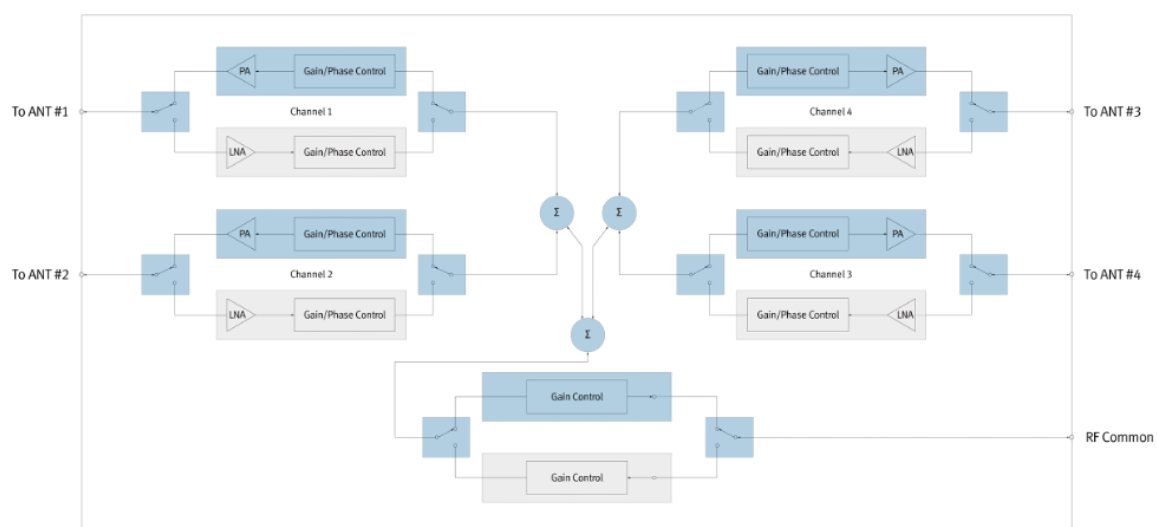 PA
Gain/Phase Control
Gain/Phase Control
PA
To ANT #1
Channel 1
Channel 4
To ANT #3
LNA
Gain/Phase Control
Gain/Phase Control
LNA
Σ
Σ
PA
Gain/Phase Control
Gain/Phase Control
PA
To ANT #2
Channel 2
Channel 3
To ANT #4
LNA
Gain/Phase Control
Gain/Phase Control
LNA
Σ
Gain Control
RF Common
Gain Control